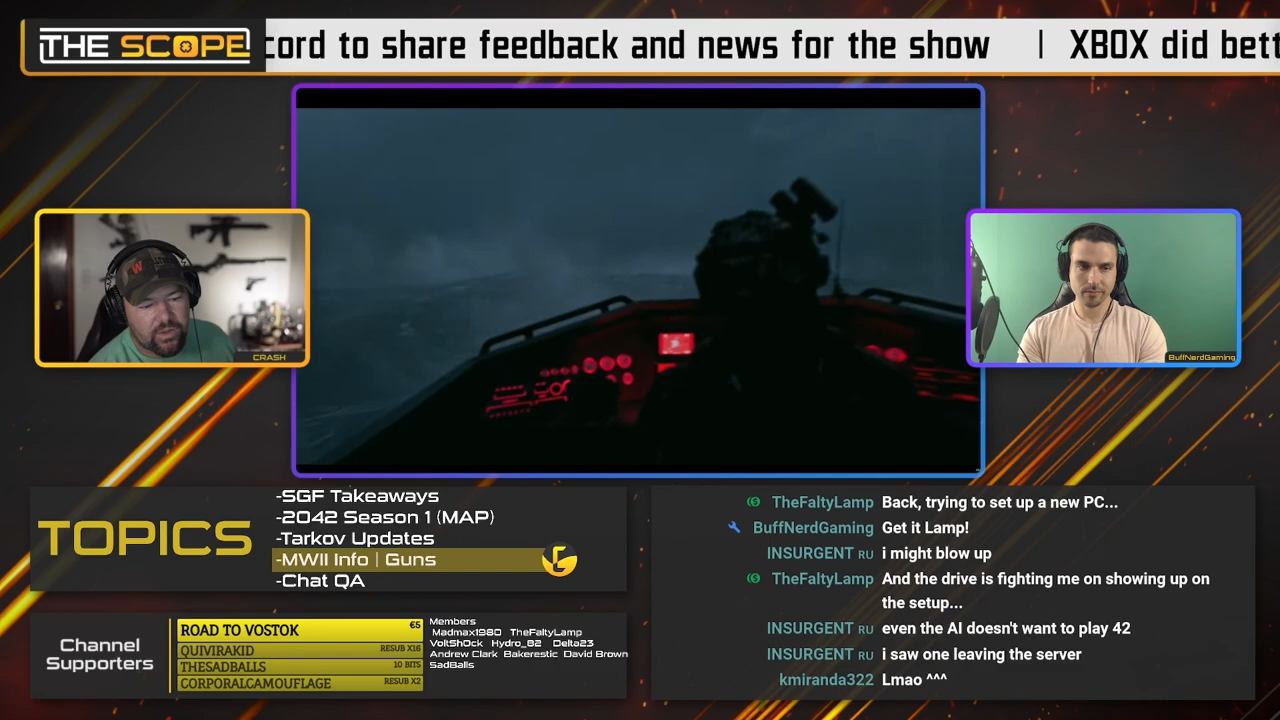 THE SCOPE
cord to share feedback and news for the show | XBOX did bett
W
CRASH
BuffNerdGaming
TOPICS
-SGF Takeaways
-2042 Season 1 (MAP)
-Tarkov Updates
-MWII Info | Guns
-Chat QA
Channel
Supporters
ROAD TO VOSTOK €5
QUIVIRAKID RESUB X16
THESADBALLS 10 BITS
CORPORALCAMOUFLAGE RESUB X2
Members
Madmax1980 TheFaltyLamp
VoltSh0ck Hydro_82 Delta23
Andrew Clark Bakerestic David Brown
SadBalls
TheFaltyLamp Back, trying to set up a new PC...
BuffNerdGaming Get it Lamp!
INSURGENT RU i might blow up
TheFaltyLamp And the drive is fighting me on showing up on
the setup...
INSURGENT RU even the AI doesn't want to play 42
INSURGENT RU i saw one leaving the server
kmiranda322 Lmao ^^^